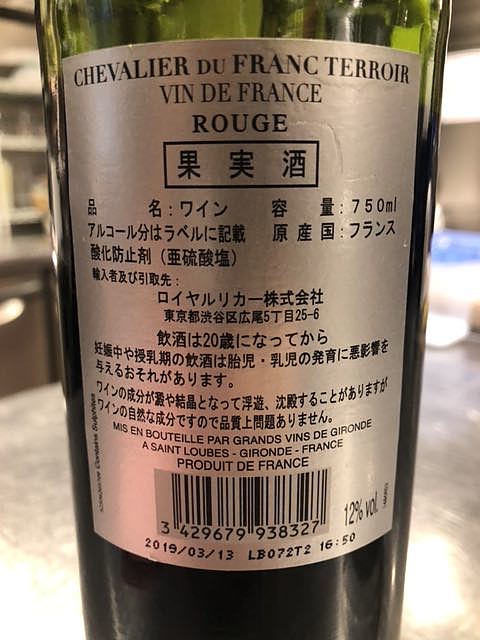 CHEVALIER DU FRANC TERROIR
VIN DE FRANCE
ROUGE
果実酒
品名：ワイン 容量：750ml
アルコール分はラベルに記載 原産国：フランス
酸化防止剤（亜硫酸塩）
輸入者及び引取先：
ロイヤルリカー株式会社
東京都渋谷区広尾5丁目25-6
飲酒は20歳になってから
妊娠中や授乳期の飲酒は胎児・乳児の発育に悪影響を
与えるおそれがあります。
ワインの成分が澱や結晶となって浮遊、沈殿することがありますが
ワインの自然な成分ですので品質上問題ありません。
MIS EN BOUTEILLE PAR GRANDS VINS DE GIRONDE
A SAINT LOUBES - GIRONDE - FRANCE
PRODUIT DE FRANCE
Contains Sulphites
3 429679 938327
12% vol.
2019/03/13 LB072T2 16:50